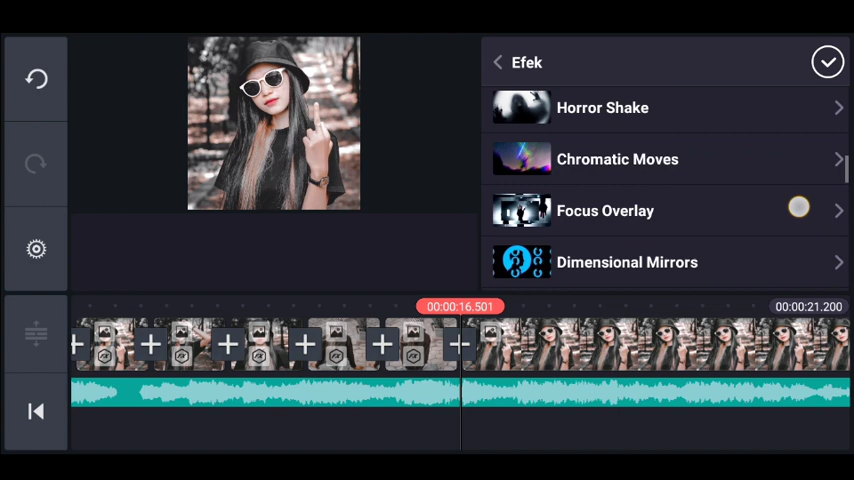 Efek
Horror Shake
Chromatic Moves
Focus Overlay
Dimensional Mirrors
00:00:16.501
00:00:21.200